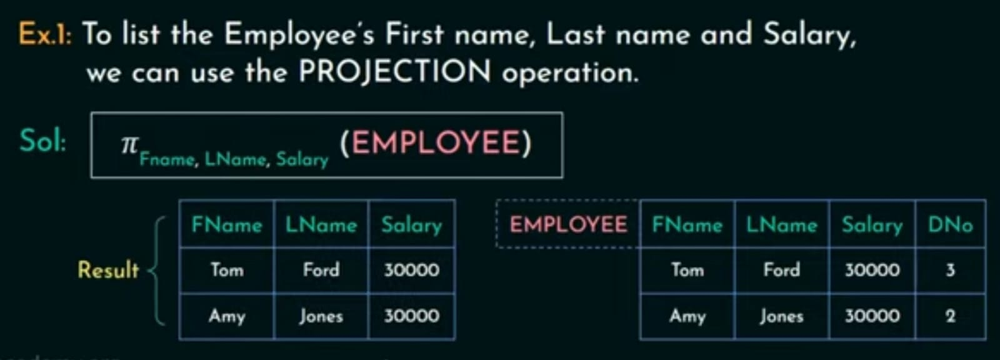 Ex.1: To list the Employee's First name, Last name and Salary,
we can use the PROJECTION operation.
Sol: π Fname, LName, Salary (EMPLOYEE)
Result
FName LName Salary
Tom Ford 30000
Amy Jones 30000
EMPLOYEE FName LName Salary DNo
Tom Ford 30000 3
Amy Jones 30000 2